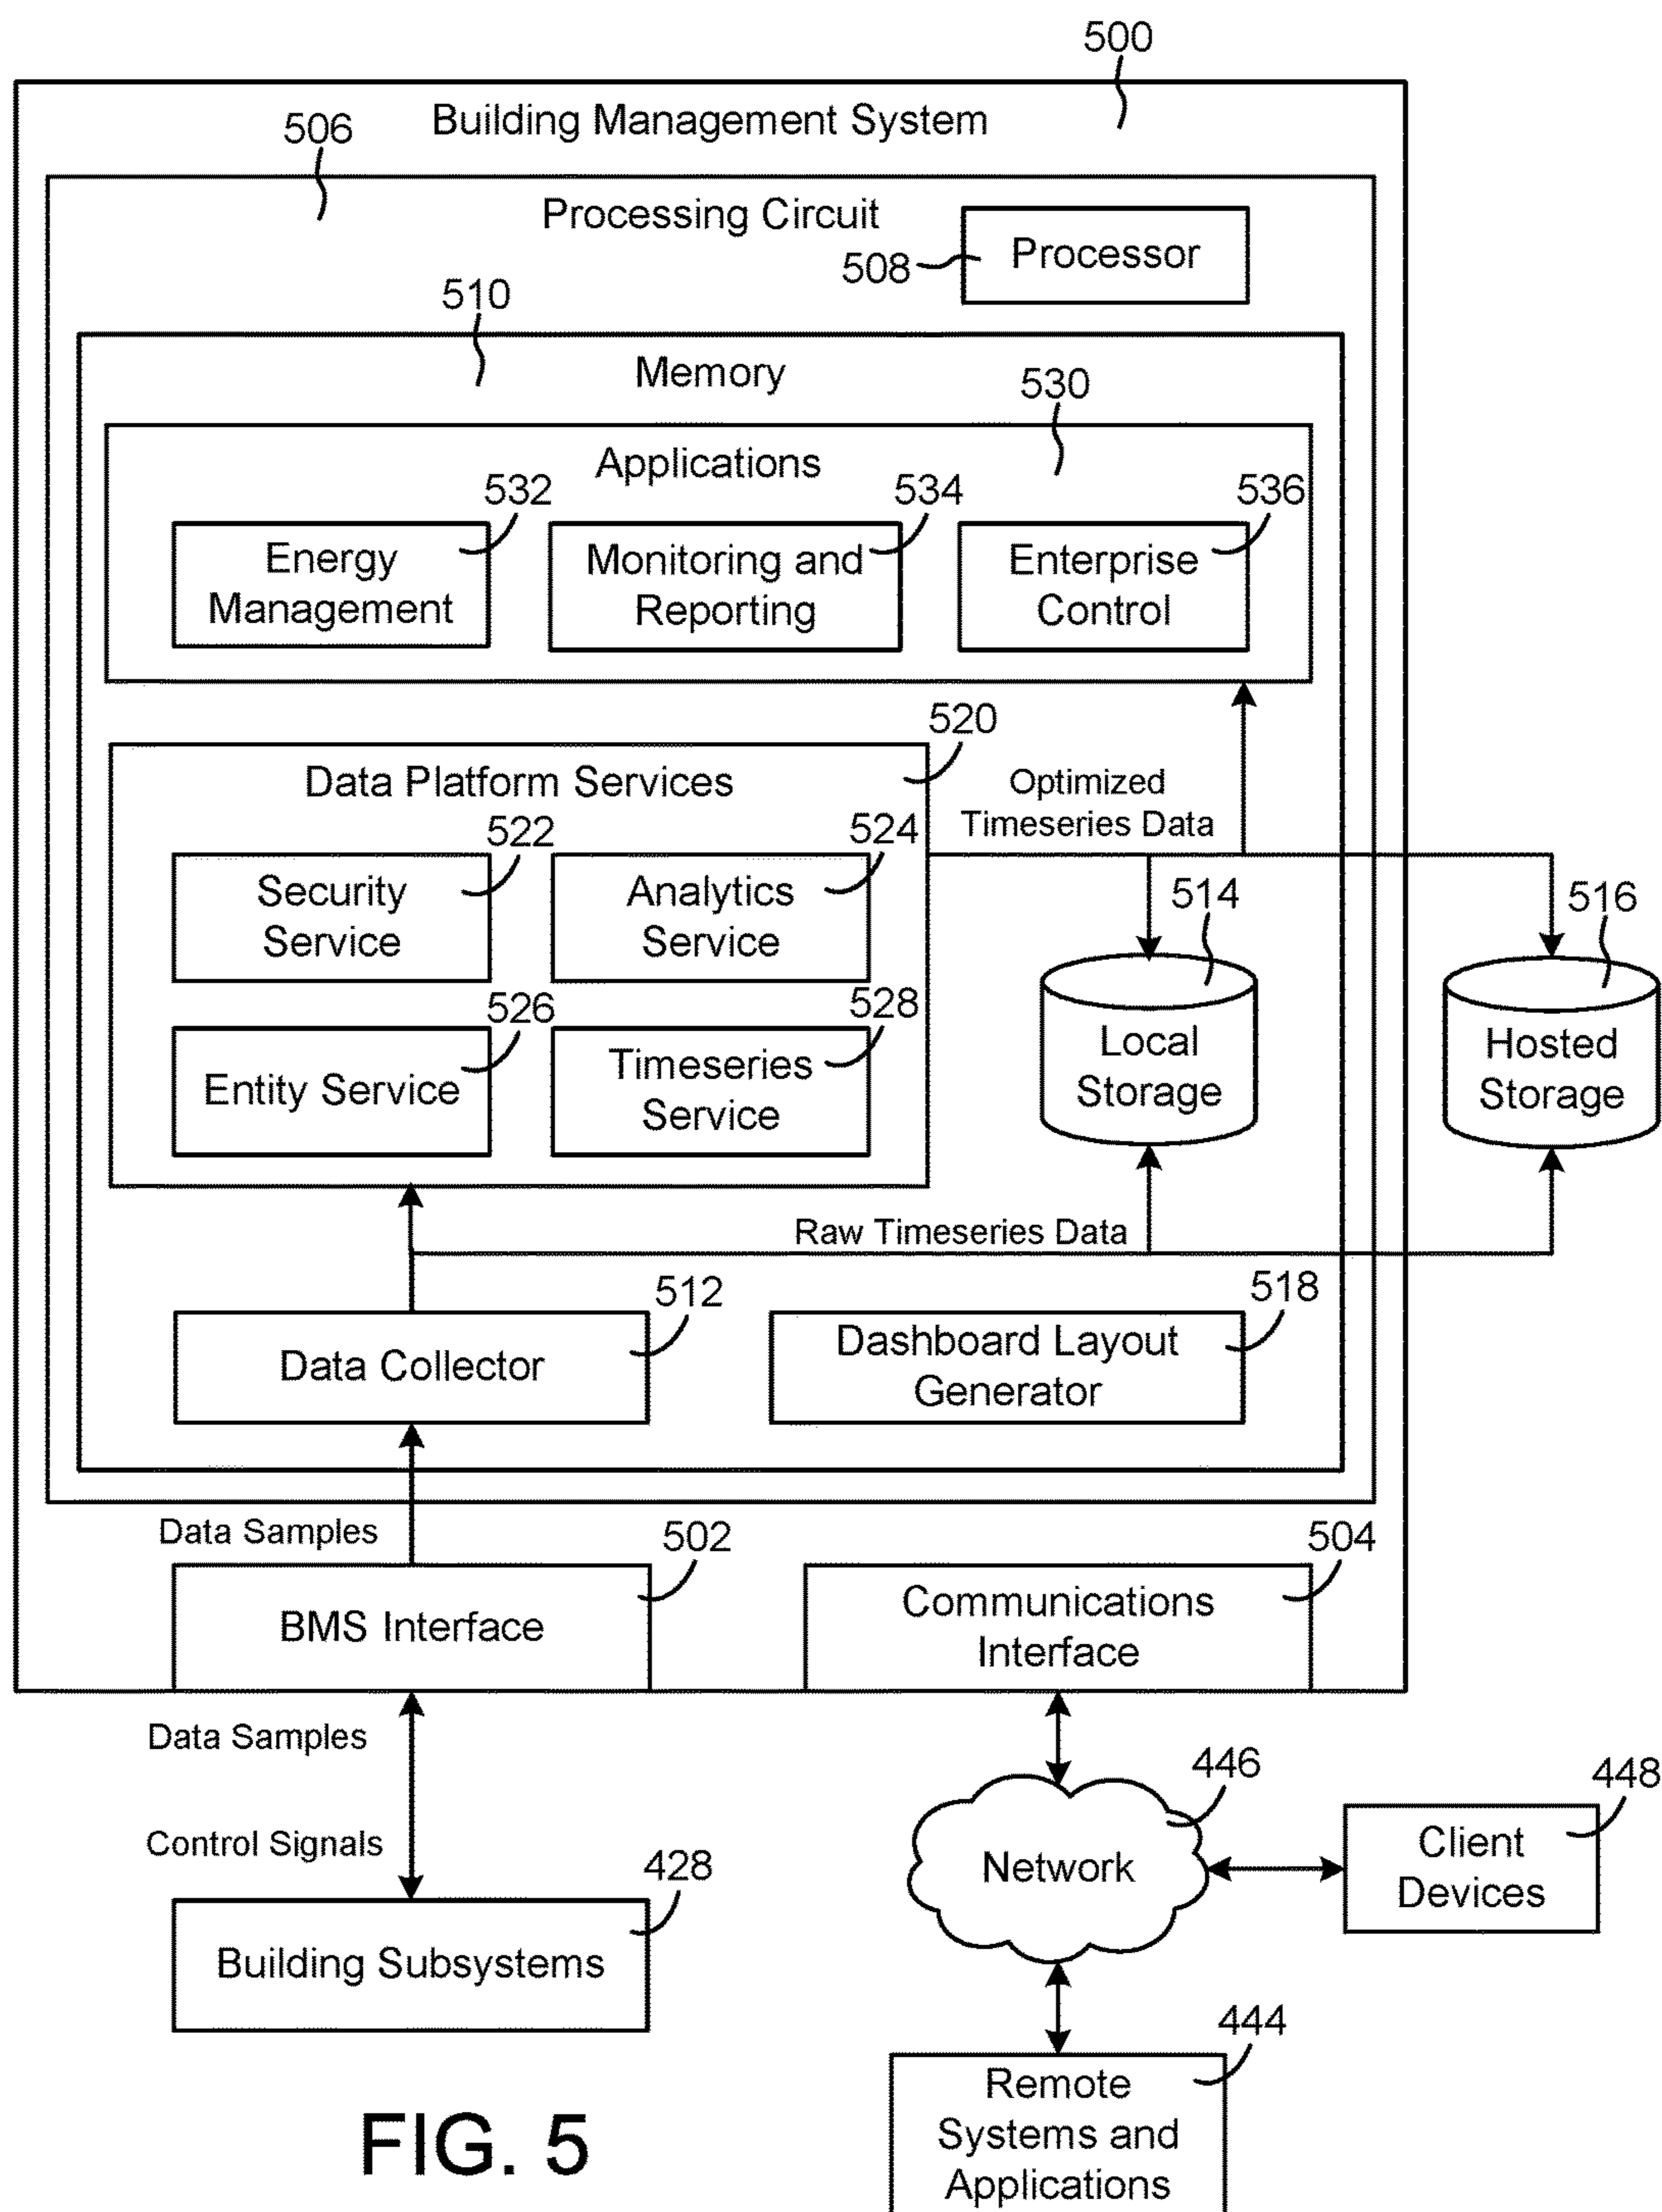 500
Building Management System
506
Processing Circuit
Processor
508
510
Memory
530
Applications
532
534
536
Energy
Management
Monitoring and
Reporting
Enterprise
Control
520
Data Platform Services
Optimized
Timeseries Data
522
524
Security
Service
Analytics
Service
514
516
526
528
Entity Service
Timeseries
Service
Local
Storage
Hosted
Storage
Raw Timeseries Data
512
518
Data Collector
Dashboard Layout
Generator
Data Samples
502
504
BMS Interface
Communications
Interface
Data Samples
446
448
Control Signals
Network
Client
Devices
428
Building Subsystems
444
Remote
Systems and
Applications
FIG. 5